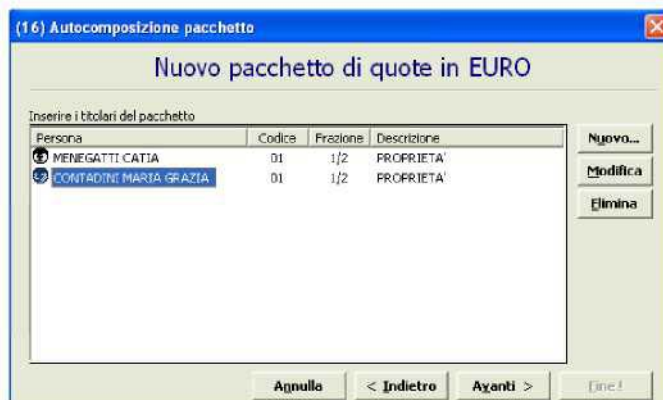 (16) Autocomposizione pacchetto
Nuovo pacchetto di quote in EURO
Inserire i titolari del pacchetto
Persona Codice Frazione Descrizione
MENEGATTI CATIA 01 1/2 PROPRIETA'
CONTADINI MARIA GRAZIA 01 1/2 PROPRIETA'
Nuovo...
Modifica
Elimina
Annulla < Indietro Avanti > Fine!